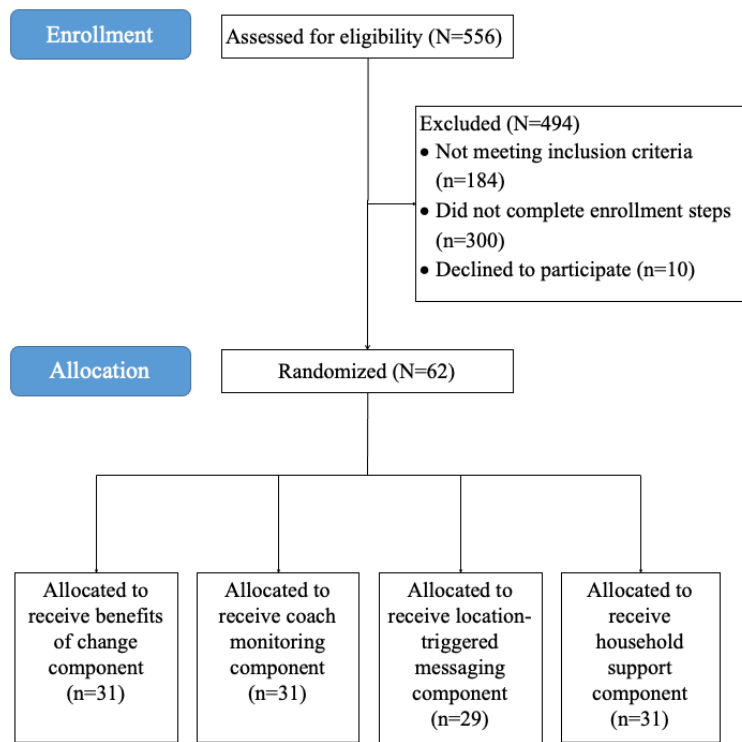 Enrollment
Assessed for eligibility (N=556)
Excluded (N=494)
• Not meeting inclusion criteria
(n=184)
• Did not complete enrollment steps
(n=300)
• Declined to participate (n=10)
Allocation
Randomized (N=62)
Allocated to
receive benefits
of change
component
(n=31)
Allocated to
receive coach
monitoring
component
(n=31)
Allocated to
receive location-
triggered
messaging
component
(n=29)
Allocated to
receive
household
support
component
(n=31)